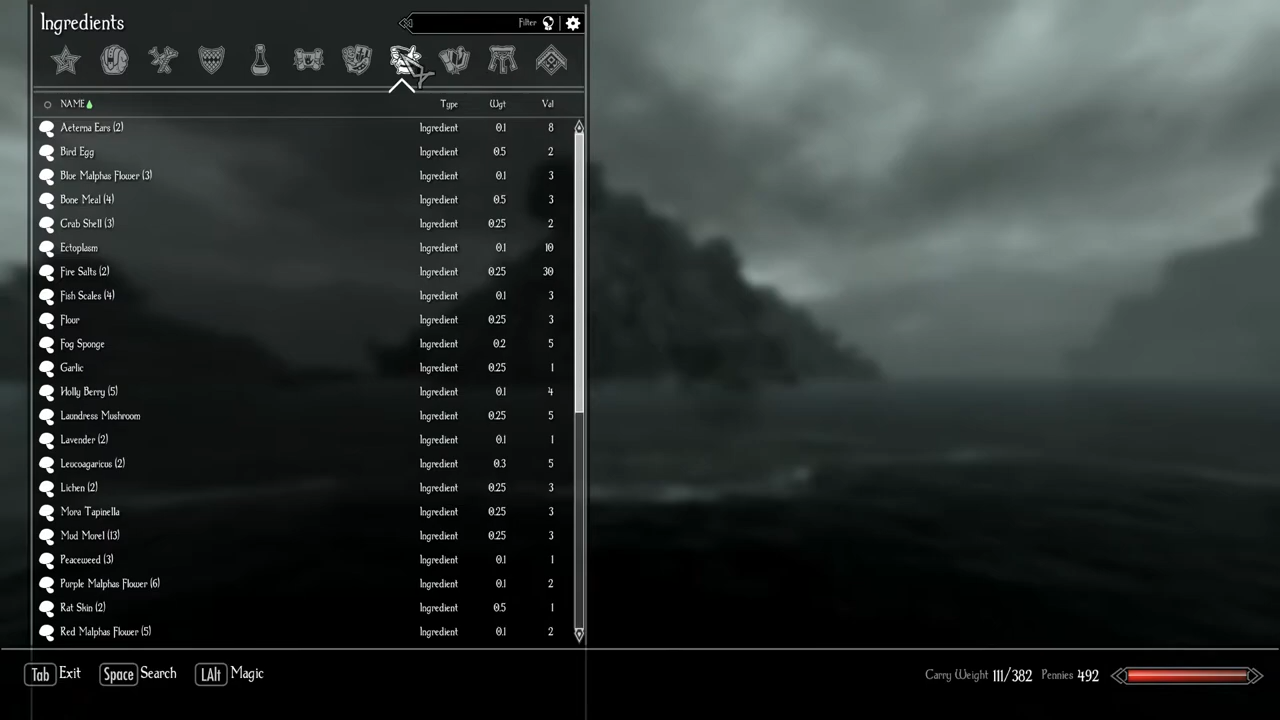 Ingredients
Filter
NAME Type Wgt Val
Aeterna Ears (2) Ingredient 0.1 8
Bird Egg Ingredient 0.5 2
Blue Malphas Flower (3) Ingredient 0.1 3
Bone Meal (4) Ingredient 0.5 3
Crab Shell (3) Ingredient 0.25 2
Ectoplasm Ingredient 0.1 10
Fire Salts (2) Ingredient 0.25 30
Fish Scales (4) Ingredient 0.1 3
Flour Ingredient 0.25 3
Fog Sponge Ingredient 0.2 5
Garlic Ingredient 0.25 1
Holly Berry (5) Ingredient 0.1 4
Laundress Mushroom Ingredient 0.25 5
Lavender (2) Ingredient 0.1 1
Leucoagaricus (2) Ingredient 0.3 5
Lichen (2) Ingredient 0.25 3
Mora Tapinella Ingredient 0.25 3
Mud Morel (13) Ingredient 0.25 3
Peaceweed (3) Ingredient 0.1 1
Purple Malphas Flower (6) Ingredient 0.1 2
Rat Skin (2) Ingredient 0.5 1
Red Malphas Flower (5) Ingredient 0.1 2
Tab Exit Space Search LAlt Magic
Carry Weight 111/382 Pennies 492